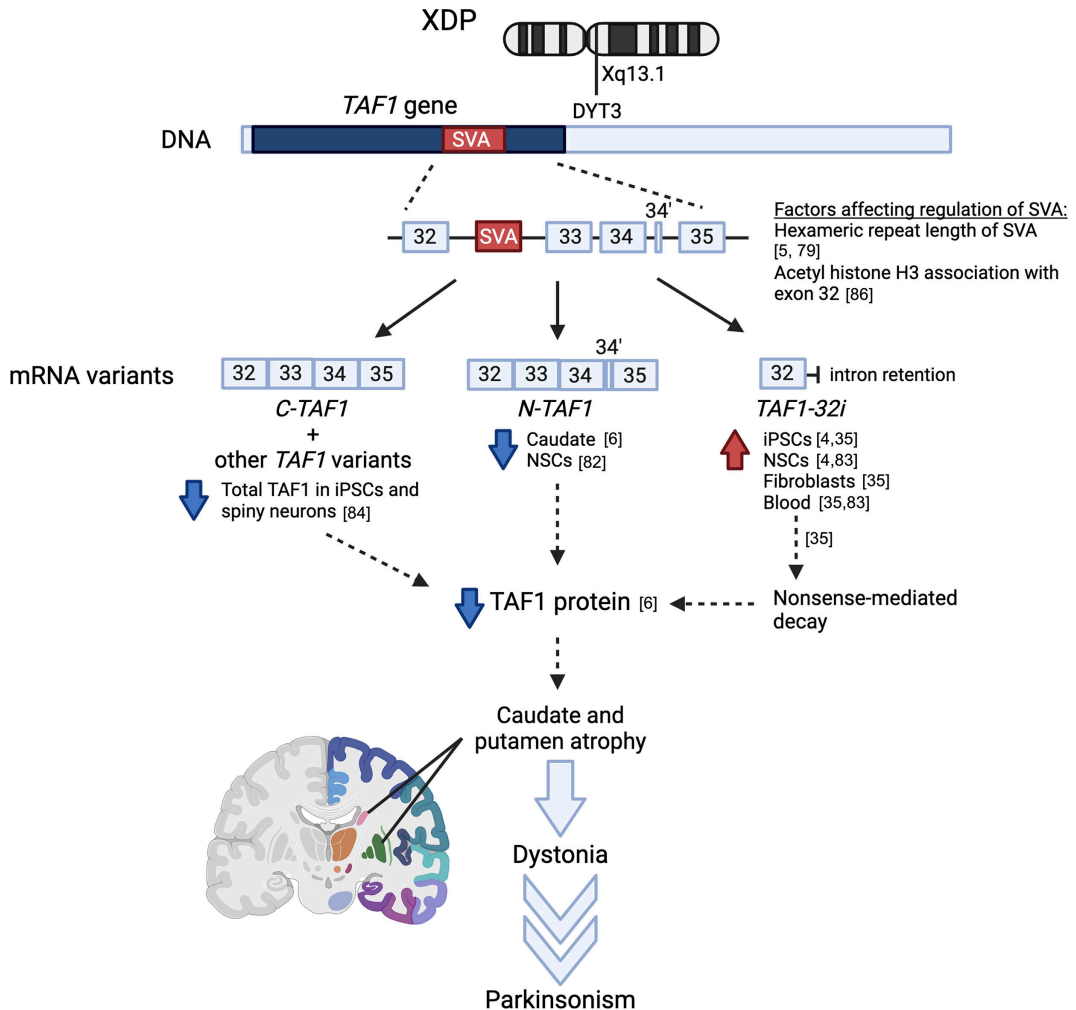 XDP
Xq13.1
DYT3
TAF1 gene
DNA
SVA
32
SVA
33
34
34'
35
Factors affecting regulation of SVA:
Hexameric repeat length of SVA
[5, 79]
Acetyl histone H3 association with
exon 32 [86]
mRNA variants
32 33 34 35
C-TAF1
+
other TAF1 variants
Total TAF1 in iPSCs and
spiny neurons [84]
34'
32 33 34 35
N-TAF1
Caudate [6]
NSCs [82]
32
intron retention
TAF1-32i
iPSCs [4,35]
NSCs [4,83]
Fibroblasts [35]
Blood [35,83]
[35]
Nonsense-mediated
decay
TAF1 protein [6]
Caudate and
putamen atrophy
Dystonia
Parkinsonism